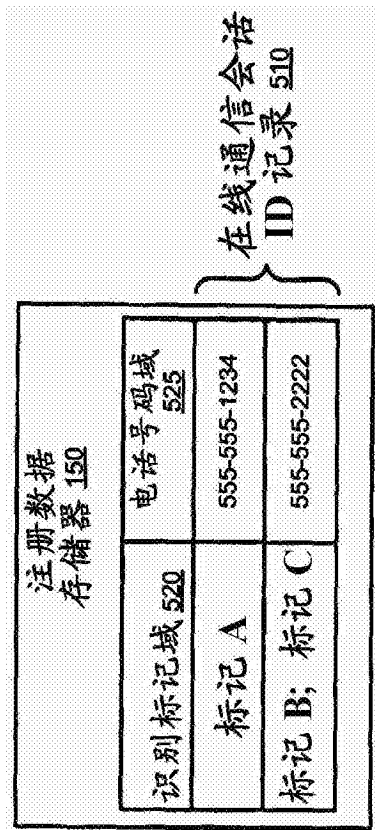 注册数据
存储器 150
识别标记域 520
电话号码域
525
标记 A
555-555-1234
标记 B; 标记 C
555-555-2222
在线通信会话
ID 记录 510